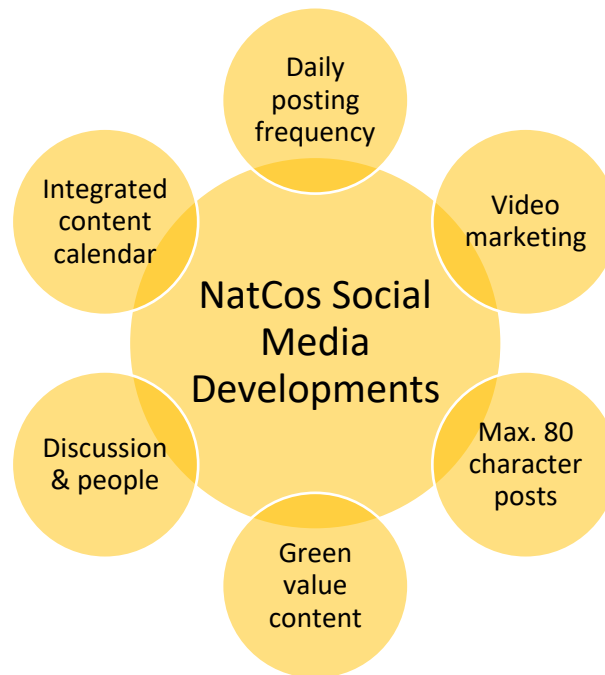 Daily
posting
frequency
Integrated
content
calendar
Video
marketing
NatCos Social
Media
Developments
Discussion
& people
Max. 80
character
posts
Green
value
content